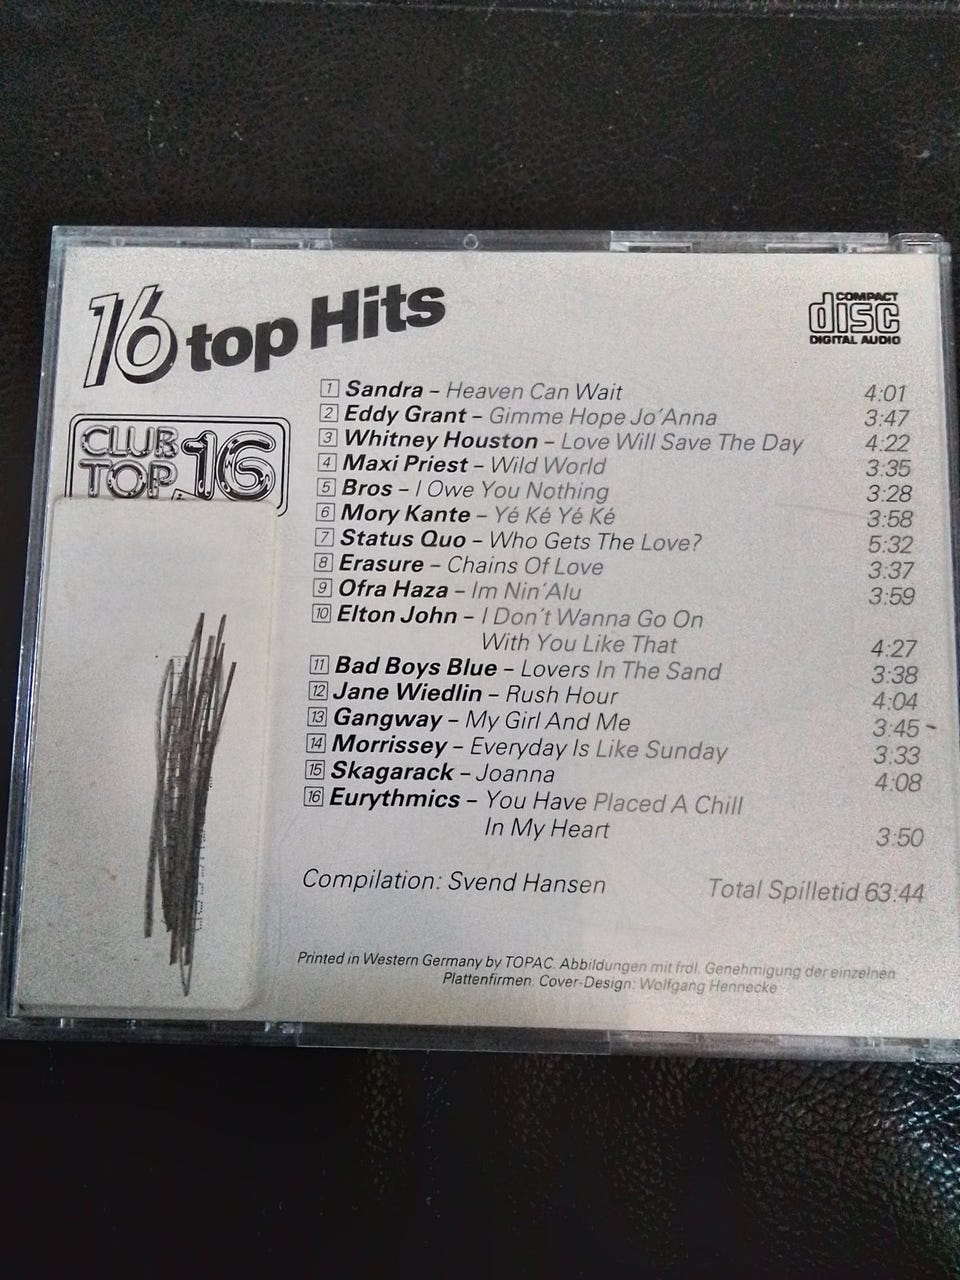 16 top Hits
COMPACT
disc
DIGITAL AUDIO
CLUB
TOP 16
1 Sandra – Heaven Can Wait 4:01
2 Eddy Grant – Gimme Hope Jo'Anna 3:47
3 Whitney Houston – Love Will Save The Day 4:22
4 Maxi Priest – Wild World 3:35
5 Bros – I Owe You Nothing 3:28
6 Mory Kante – Yé Ké Yé Ké 3:58
7 Status Quo – Who Gets The Love? 5:32
8 Erasure – Chains Of Love 3:37
9 Ofra Haza – Im Nin'Alu 3:59
10 Elton John – I Don't Wanna Go On
With You Like That 4:27
11 Bad Boys Blue – Lovers In The Sand 3:38
12 Jane Wiedlin – Rush Hour 4:04
13 Gangway – My Girl And Me 3:45
14 Morrissey – Everyday Is Like Sunday 3:33
15 Skagarack – Joanna 4:08
16 Eurythmics – You Have Placed A Chill
In My Heart 3:50
Compilation: Svend Hansen Total Spilletid 63:44
Printed in Western Germany by TOPAC. Abbildungen mit frdl. Genehmigung der einzelnen
Plattenfirmen. Cover-Design: Wolfgang Hennecke